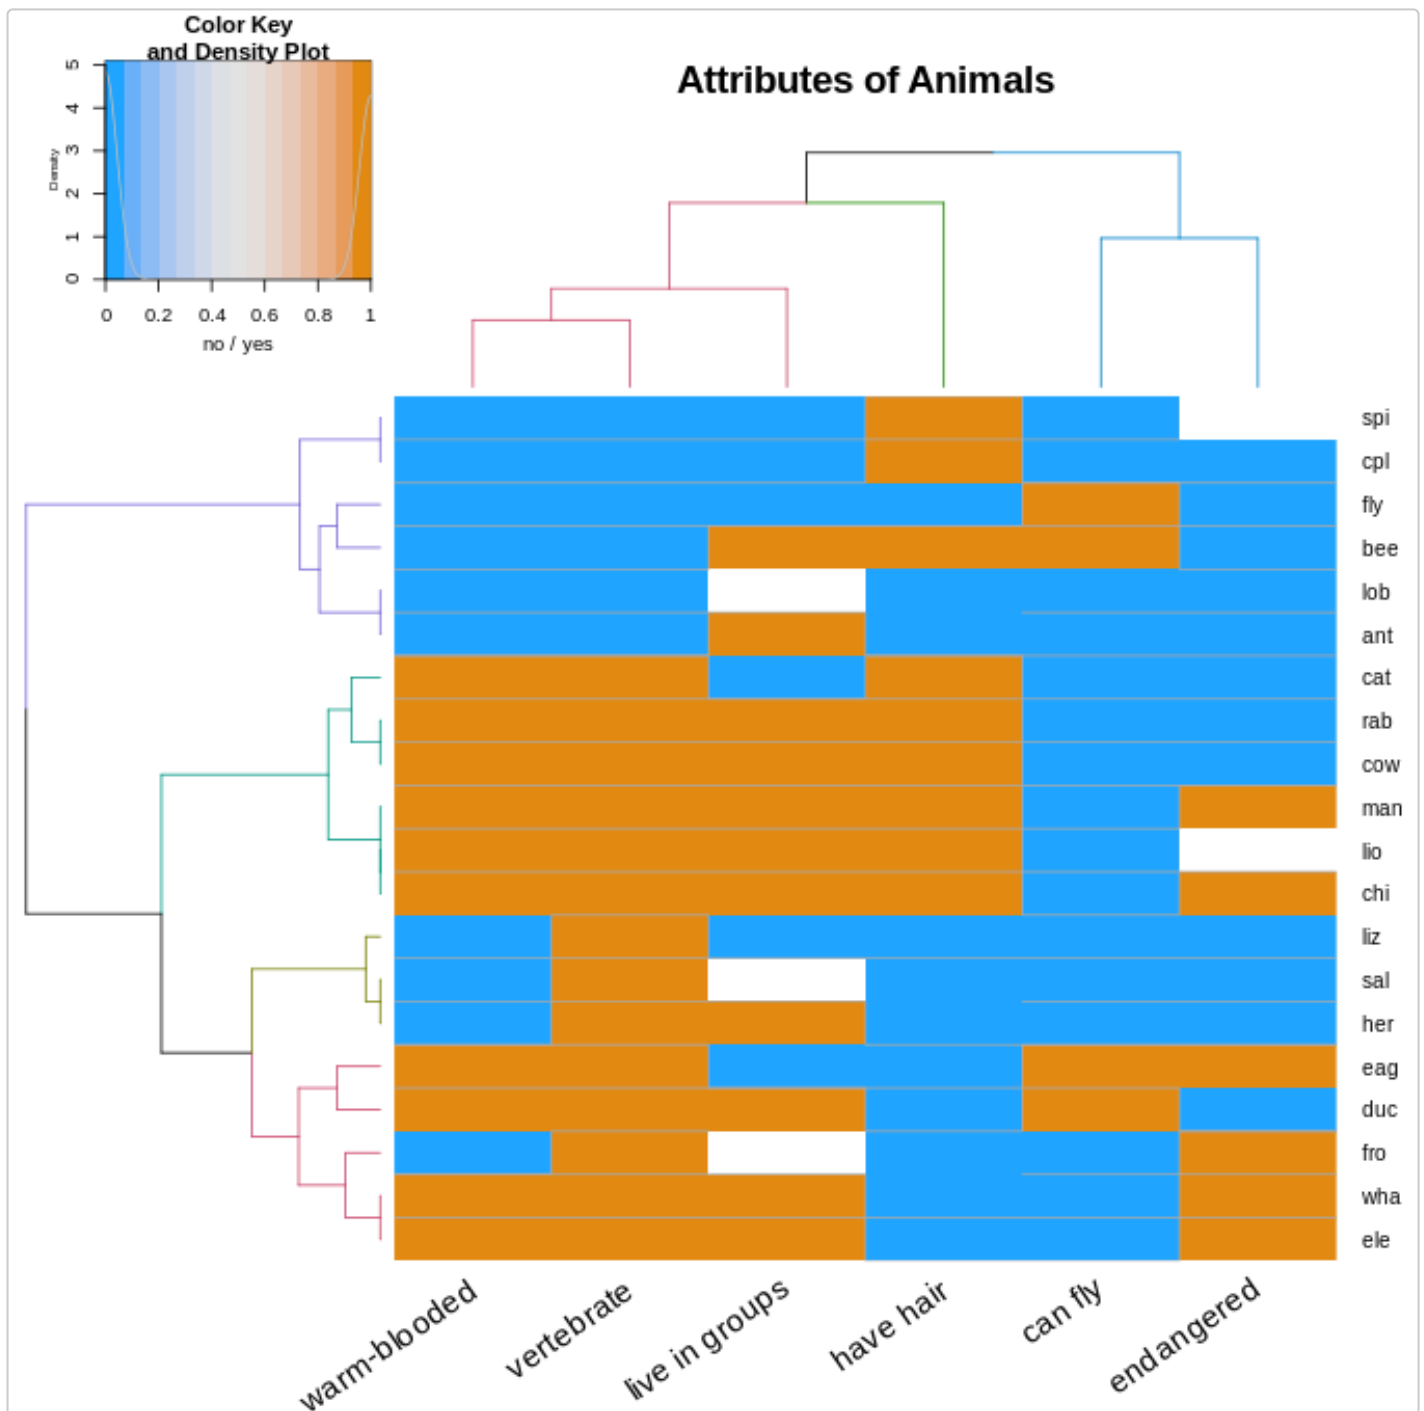 Color Key
and Density Plot
Density
0 1 2 3 4 5
0 0.2 0.4 0.6 0.8 1
no / yes
Attributes of Animals
spi
cpl
fly
bee
lob
ant
cat
rab
cow
man
lio
chi
liz
sal
her
eag
duc
fro
wha
ele
warm-blooded
vertebrate
live in groups
have hair
can fly
endangered